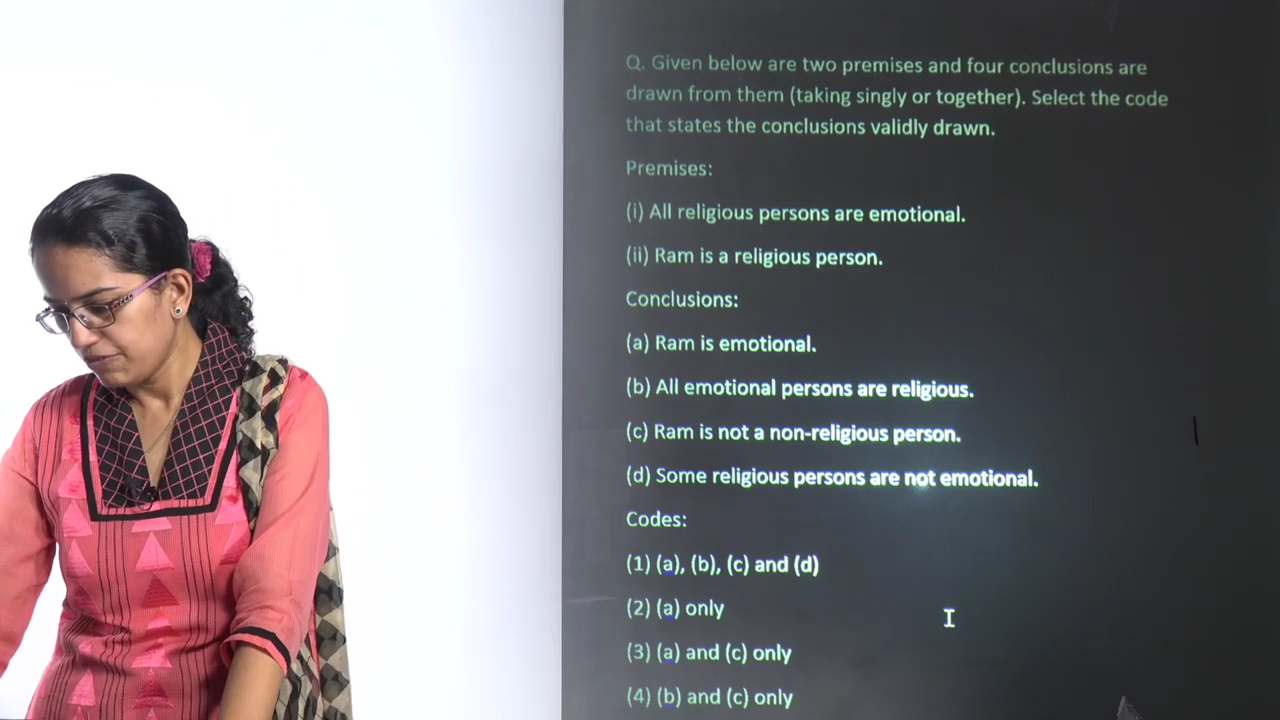 Q. Given below are two premises and four conclusions are
drawn from them (taking singly or together). Select the code
that states the conclusions validly drawn.
Premises:
(i) All religious persons are emotional.
(ii) Ram is a religious person.
Conclusions:
(a) Ram is emotional.
(b) All emotional persons are religious.
(c) Ram is not a non-religious person.
(d) Some religious persons are not emotional.
Codes:
(1) (a), (b), (c) and (d)
(2) (a) only
(3) (a) and (c) only
(4) (b) and (c) only